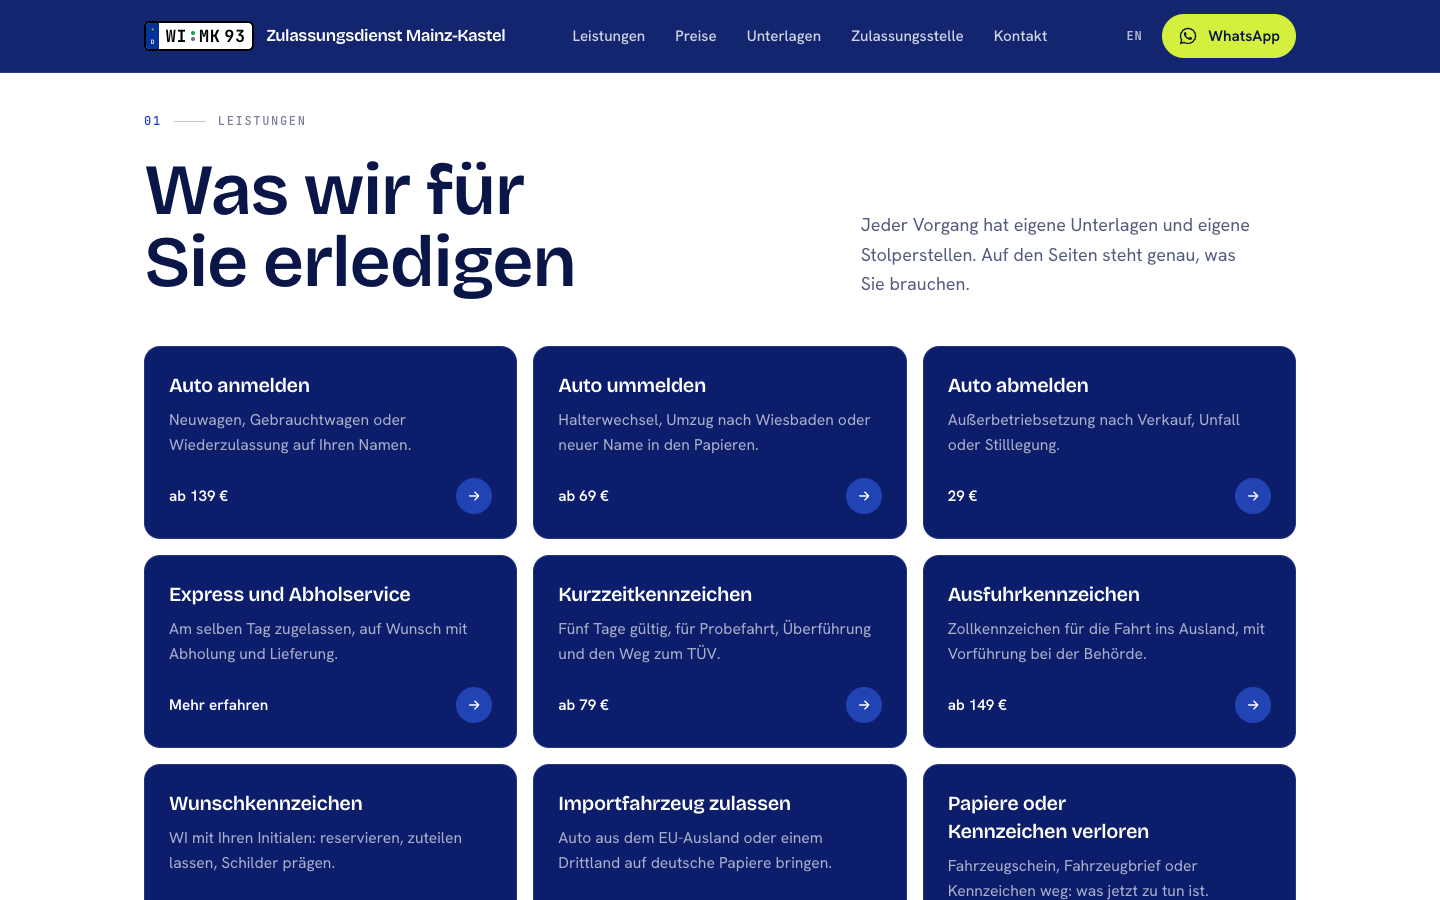 D WI:MK 93 Zulassungsdienst Mainz-Kastel Leistungen Preise Unterlagen Zulassungsstelle Kontakt EN WhatsApp
01 LEISTUNGEN
Was wir für
Sie erledigen
Jeder Vorgang hat eigene Unterlagen und eigene
Stolperstellen. Auf den Seiten steht genau, was
Sie brauchen.
Auto anmelden
Neuwagen, Gebrauchtwagen oder
Wiederzulassung auf Ihren Namen.
ab 139 €
Auto ummelden
Halterwechsel, Umzug nach Wiesbaden oder
neuer Name in den Papieren.
ab 69 €
Auto abmelden
Außerbetriebsetzung nach Verkauf, Unfall
oder Stilllegung.
29 €
Express und Abholservice
Am selben Tag zugelassen, auf Wunsch mit
Abholung und Lieferung.
Mehr erfahren
Kurzzeitkennzeichen
Fünf Tage gültig, für Probefahrt, Überführung
und den Weg zum TÜV.
ab 79 €
Ausfuhrkennzeichen
Zollkennzeichen für die Fahrt ins Ausland, mit
Vorführung bei der Behörde.
ab 149 €
Wunschkennzeichen
WI mit Ihren Initialen: reservieren, zuteilen
lassen, Schilder prägen.
Importfahrzeug zulassen
Auto aus dem EU-Ausland oder einem
Drittland auf deutsche Papiere bringen.
Papiere oder
Kennzeichen verloren
Fahrzeugschein, Fahrzeugbrief oder
Kennzeichen weg: was jetzt zu tun ist.